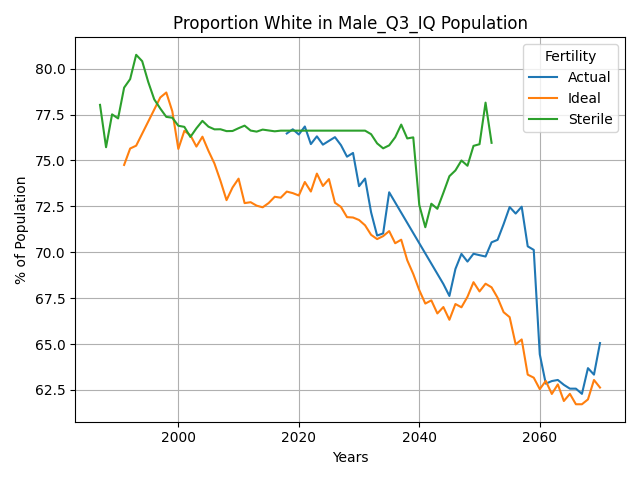 Proportion White in Male_Q3_IQ Population
% of Population
80.0
77.5
75.0
72.5
70.0
67.5
65.0
62.5
Fertility
Actual
Ideal
Sterile
2000
2020
2040
2060
Years